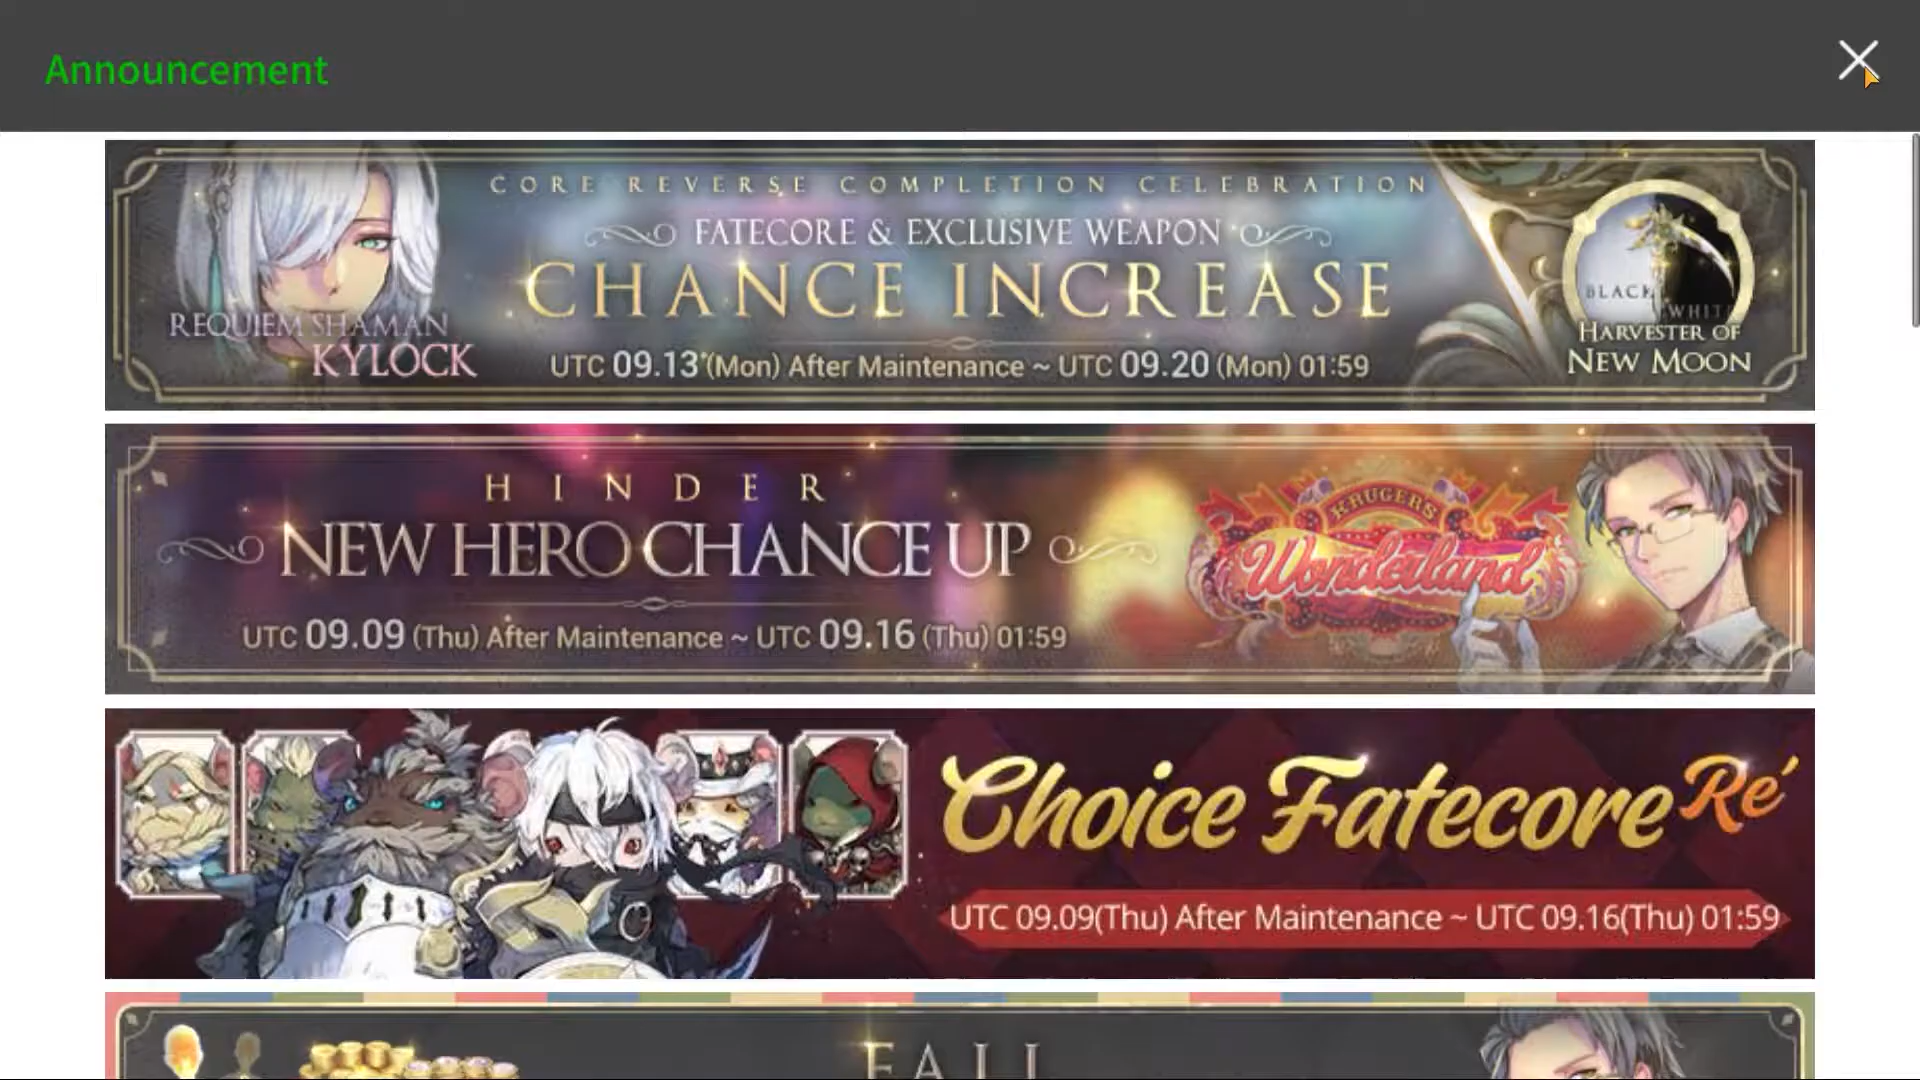 Announcement
CORE REVERSE COMPLETION CELEBRATION
FATECORE & EXCLUSIVE WEAPON
CHANCE INCREASE
UTC 09.13 (Mon) After Maintenance ~ UTC 09.20 (Mon) 01:59
REQUIEM SHAMAN
KYLOCK
BLACK
WHIT
HARVESTER OF
NEW MOON
HINDER
NEW HERO CHANCE UP
UTC 09.09 (Thu) After Maintenance ~ UTC 09.16 (Thu) 01:59
KRUGER'S
Wonderland
Choice Fatecore Ré
UTC 09.09(Thu) After Maintenance ~ UTC 09.16(Thu) 01:59
FALL